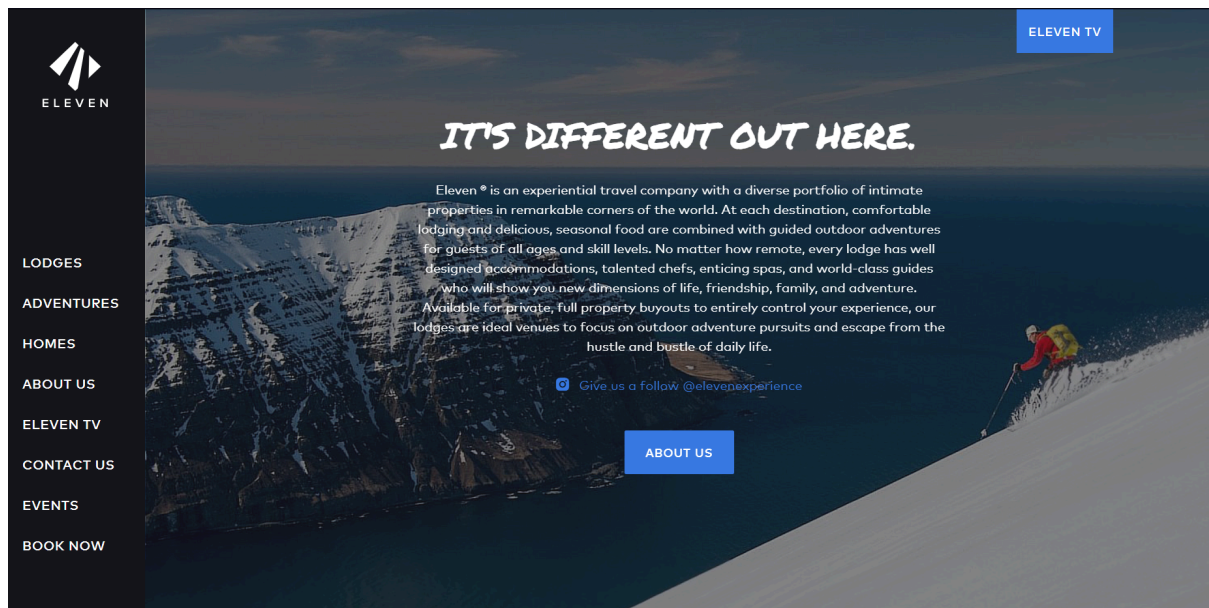 ELEVEN
LODGES
ADVENTURES
HOMES
ABOUT US
ELEVEN TV
CONTACT US
EVENTS
BOOK NOW
ELEVEN TV
IT'S DIFFERENT OUT HERE.
Eleven ® is an experiential travel company with a diverse portfolio of intimate
properties in remarkable corners of the world. At each destination, comfortable
lodging and delicious, seasonal food are combined with guided outdoor adventures
for guests of all ages and skill levels. No matter how remote, every lodge has well
designed accommodations, talented chefs, enticing spas, and world-class guides
who will show you new dimensions of life, friendship, family, and adventure.
Available for private, full property buyouts to entirely control your experience, our
lodges are ideal venues to focus on outdoor adventure pursuits and escape from the
hustle and bustle of daily life.
Give us a follow @elevenexperience
ABOUT US